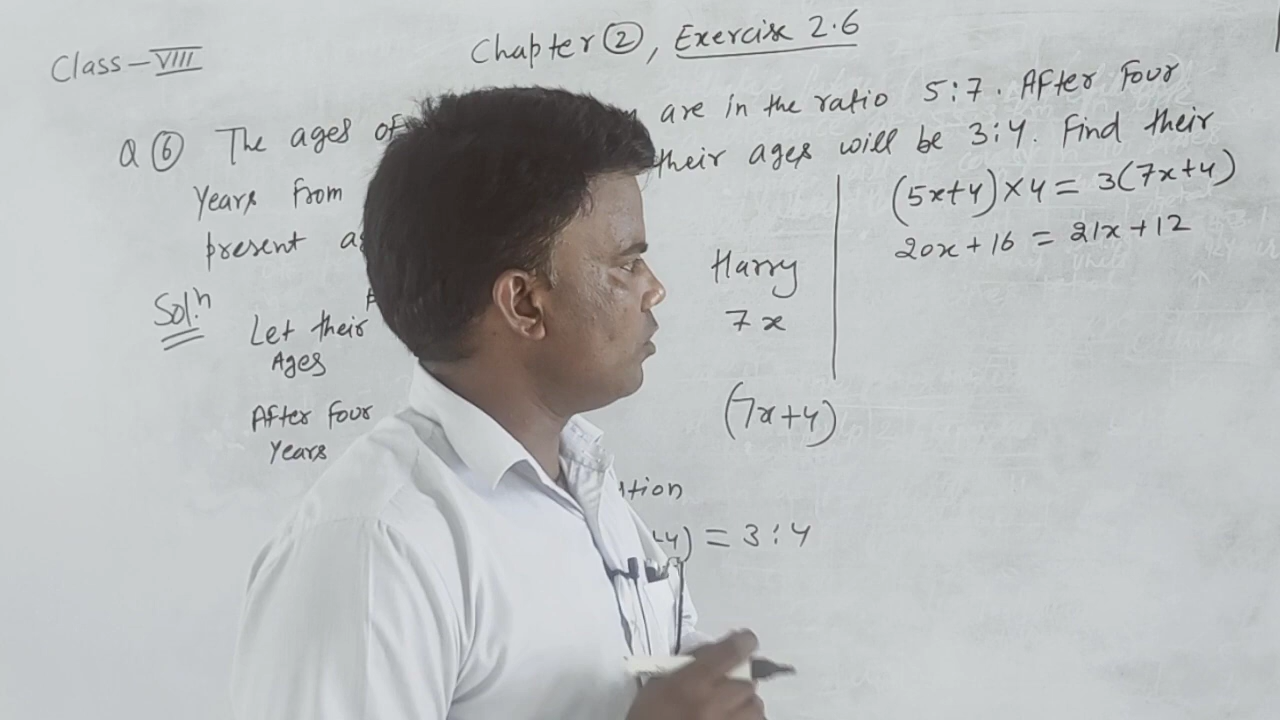 Class-VIII
Chapter ②, Exercise 2.6
Q ⑥ The ages of are in the ratio 5:7. After Four
Years from their ages will be 3:4. Find their
present
Sol.n
Let their Harry
Ages 7x
After Four (7x+4)
Years
= 3:4
(5x+4)×4 = 3(7x+4)
20x+16 = 21x+12